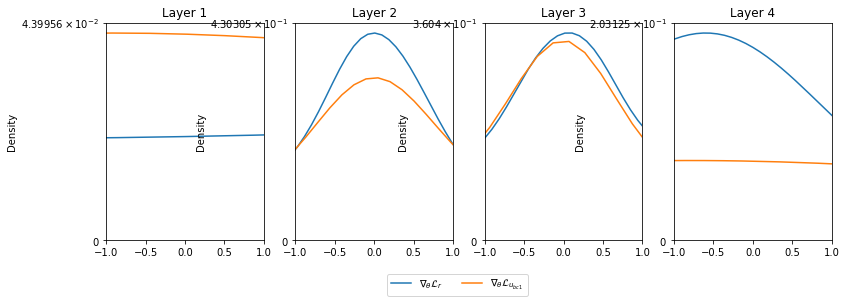 Layer 1
Layer 2
Layer 3
Layer 4
4.39956 × 10⁻²
4.30305 × 10⁻¹
3.604 × 10⁻¹
2.03125 × 10⁻¹
Density
Density
Density
Density
0
0
0
0
−1.0 −0.5 0.0 0.5 1.0
−1.0 −0.5 0.0 0.5 1.0
−1.0 −0.5 0.0 0.5 1.0
−1.0 −0.5 0.0 0.5 1.0
∇θℒr
∇θℒu_bc1